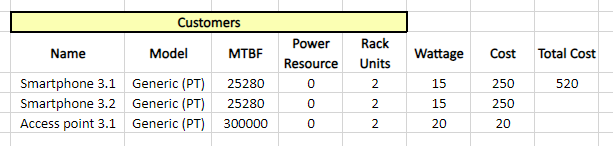 Customers
Name Model MTBF Power Resource Rack Units Wattage Cost Total Cost
Smartphone 3.1 Generic (PT) 25280 0 2 15 250 520
Smartphone 3.2 Generic (PT) 25280 0 2 15 250
Access point 3.1 Generic (PT) 300000 0 2 20 20